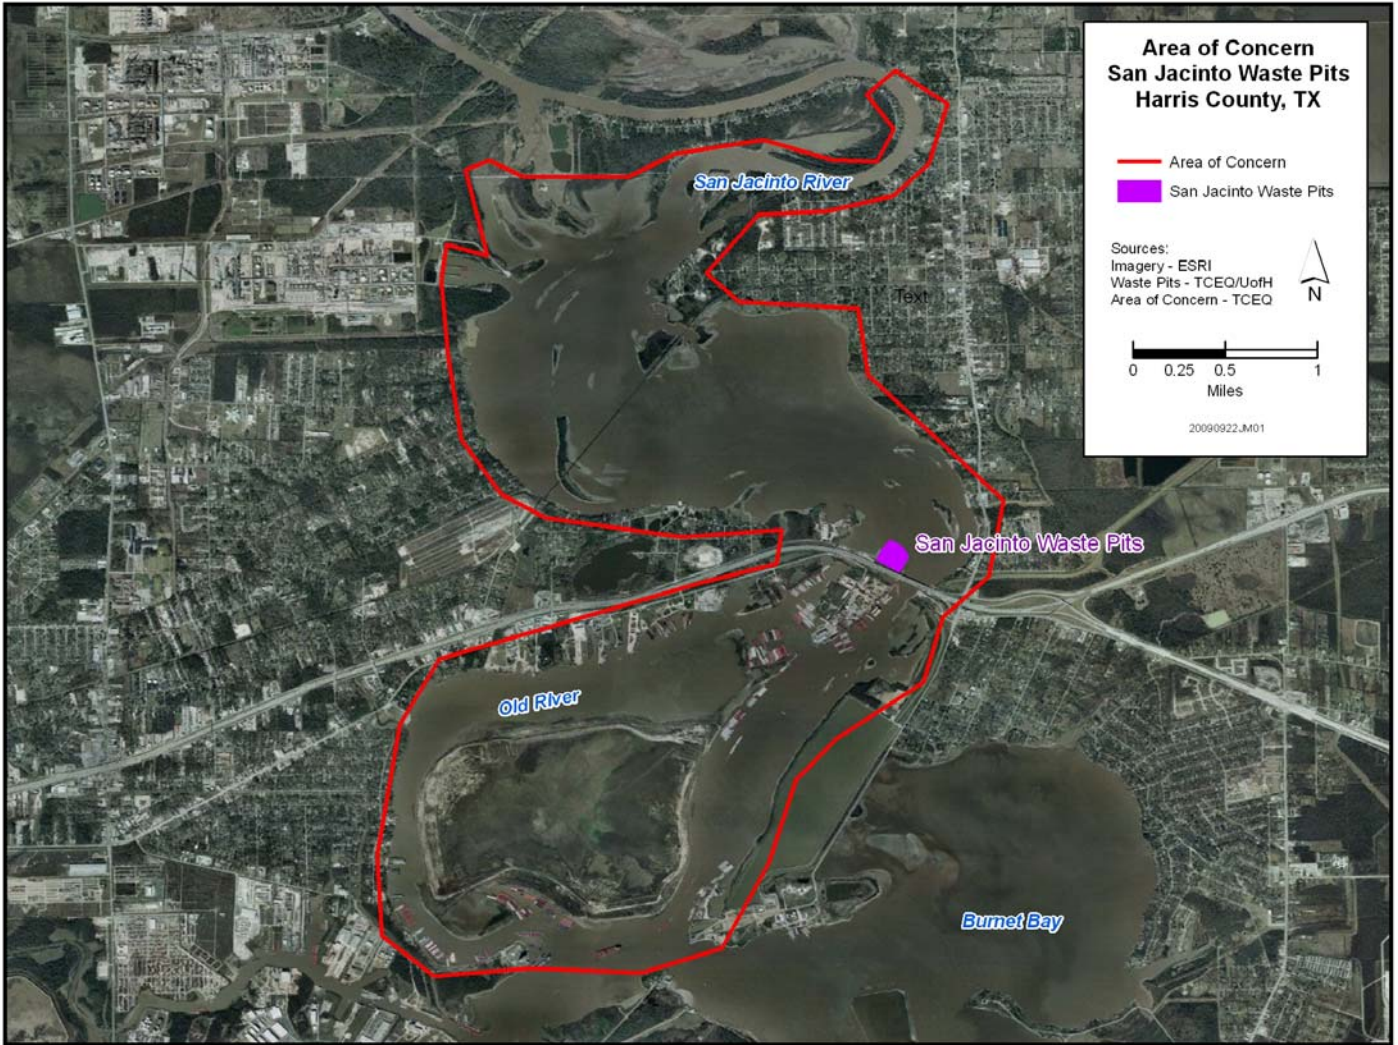 Area of Concern
San Jacinto Waste Pits
Harris County, TX
Area of Concern
San Jacinto Waste Pits
Sources:
Imagery - ESRI
Waste Pits - TCEQ/UofH
Area of Concern - TCEQ
N
0 0.25 0.5 1
Miles
20090922JM01
San Jacinto River
Text
San Jacinto Waste Pits
Old River
Burnet Bay